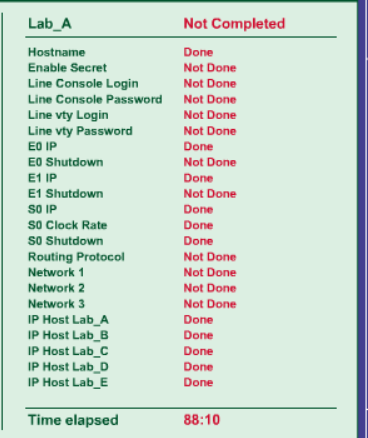 Lab_A Not Completed
Hostname Done
Enable Secret Not Done
Line Console Login Not Done
Line Console Password Not Done
Line vty Login Not Done
Line vty Password Not Done
E0 IP Done
E0 Shutdown Not Done
E1 IP Done
E1 Shutdown Not Done
S0 IP Done
S0 Clock Rate Done
S0 Shutdown Done
Routing Protocol Not Done
Network 1 Not Done
Network 2 Not Done
Network 3 Not Done
IP Host Lab_A Done
IP Host Lab_B Done
IP Host Lab_C Done
IP Host Lab_D Done
IP Host Lab_E Done
Time elapsed 88:10